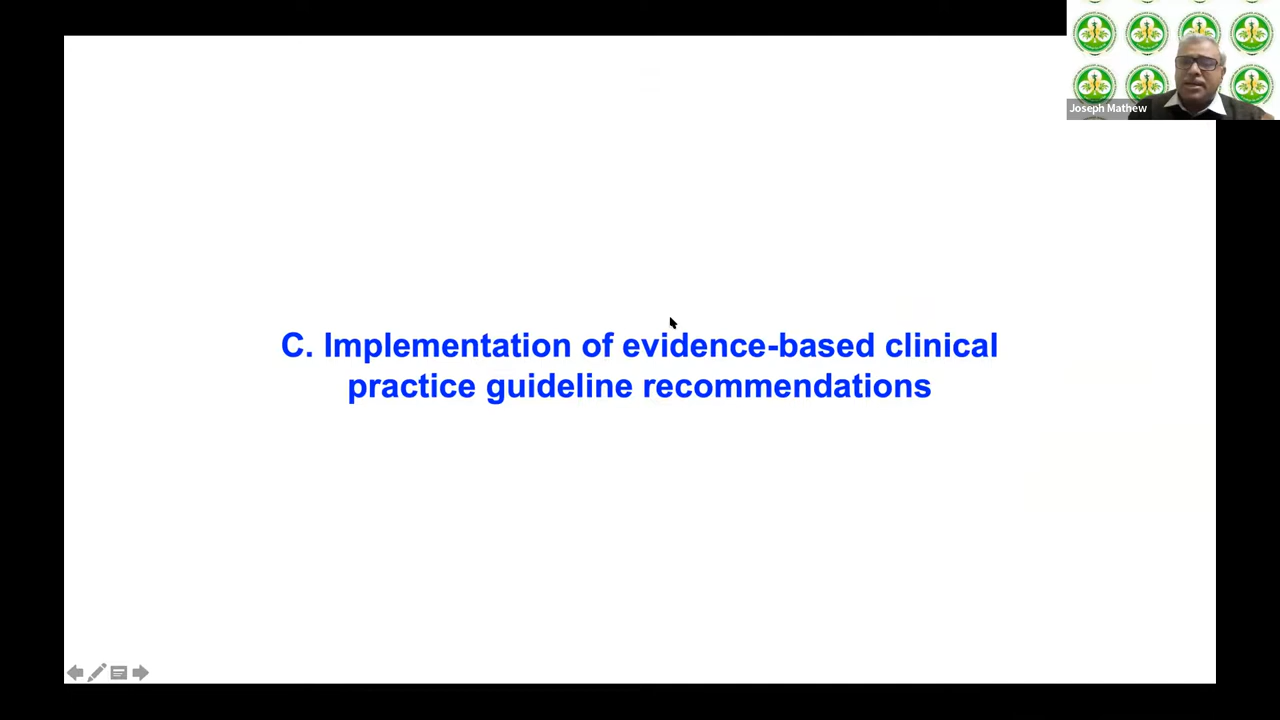 Joseph Mathew
C. Implementation of evidence-based clinical
practice guideline recommendations